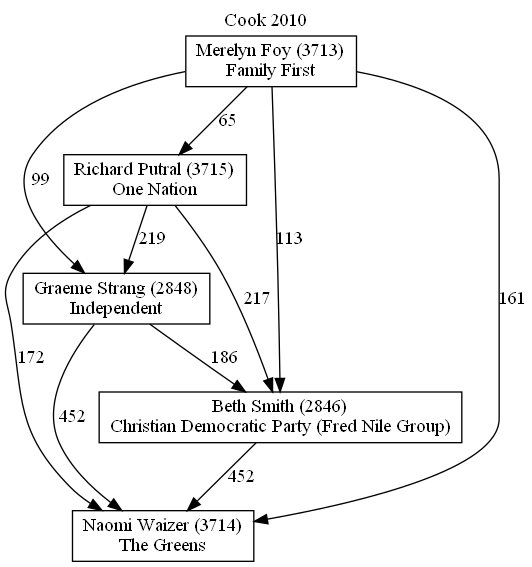 Cook 2010
Merelyn Foy (3713)
Family First
65
Richard Putral (3715)
One Nation
99
219
113
Graeme Strang (2848)
Independent
217
161
172
186
452
Beth Smith (2846)
Christian Democratic Party (Fred Nile Group)
452
Naomi Waizer (3714)
The Greens